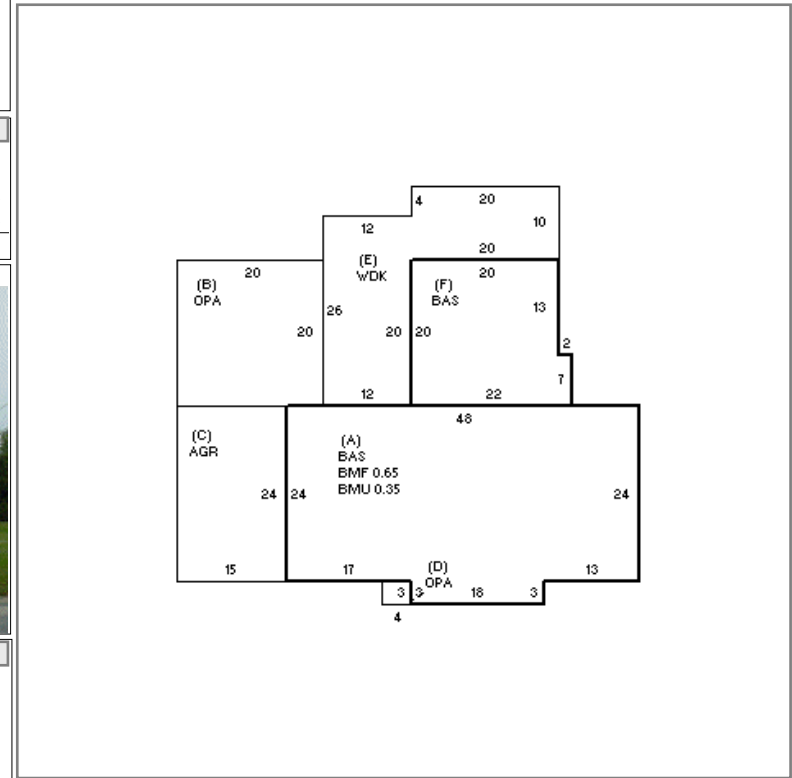 4 20
12 10
20
20 (E)
WDK
20
(B)
OPA
(F)
BAS
13
26
20 20 20
2
7
12 22
48
(C)
AGR
(A)
BAS
BMF 0.65
BMU 0.35
24 24 24
15 17 (D) 13
OPA
3 3 18 3
4